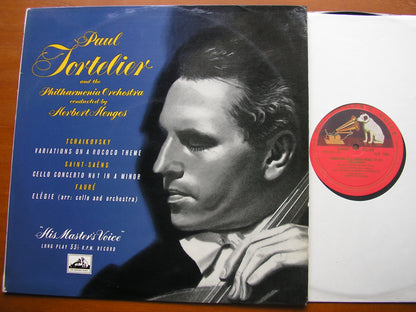 Paul
Tortelier
and the
Philharmonia Orchestra
conducted by
Herbert Menges
TCHAIKOVSKY
VARIATIONS ON A ROCOCO THEME
SAINT-SAËNS
CELLO CONCERTO No 1 IN A MINOR
FAURÉ
ELÉGIE (arr: cello and orchestra)
"His Master's Voice"
LONG PLAY 33⅓ R.P.M. RECORD